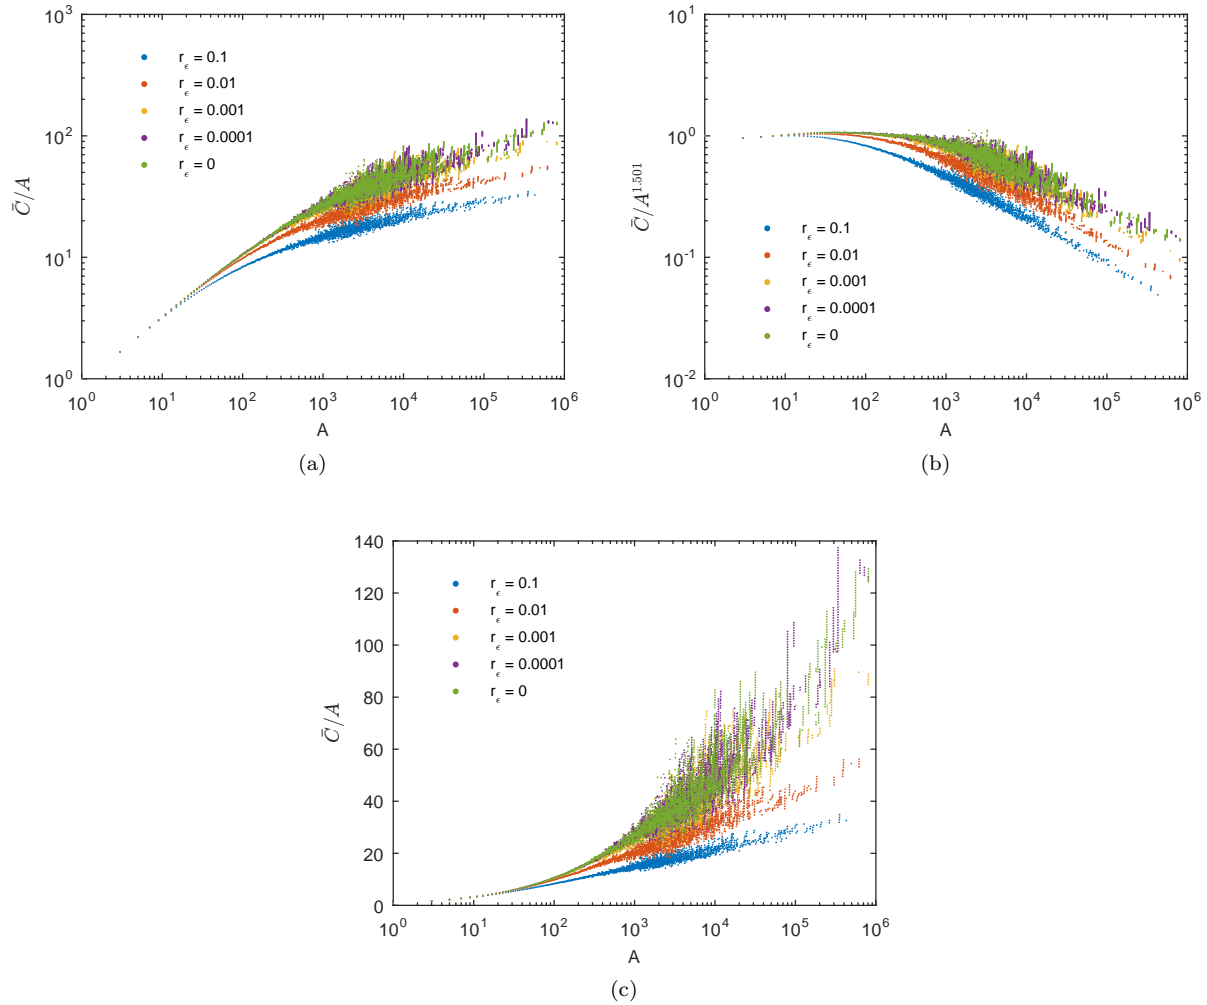 10^3
10^2
10^1
10^0
C̄/A
r_ϵ = 0.1
r_ϵ = 0.01
r_ϵ = 0.001
r_ϵ = 0.0001
r_ϵ = 0
10^0 10^1 10^2 10^3 10^4 10^5 10^6
A
(a)
10^1
10^0
10^-1
10^-2
C̄/A^1.501
r_ϵ = 0.1
r_ϵ = 0.01
r_ϵ = 0.001
r_ϵ = 0.0001
r_ϵ = 0
10^0 10^1 10^2 10^3 10^4 10^5 10^6
A
(b)
140
120
100
80
60
40
20
0
C̄/A
r_ϵ = 0.1
r_ϵ = 0.01
r_ϵ = 0.001
r_ϵ = 0.0001
r_ϵ = 0
10^0 10^1 10^2 10^3 10^4 10^5 10^6
A
(c)